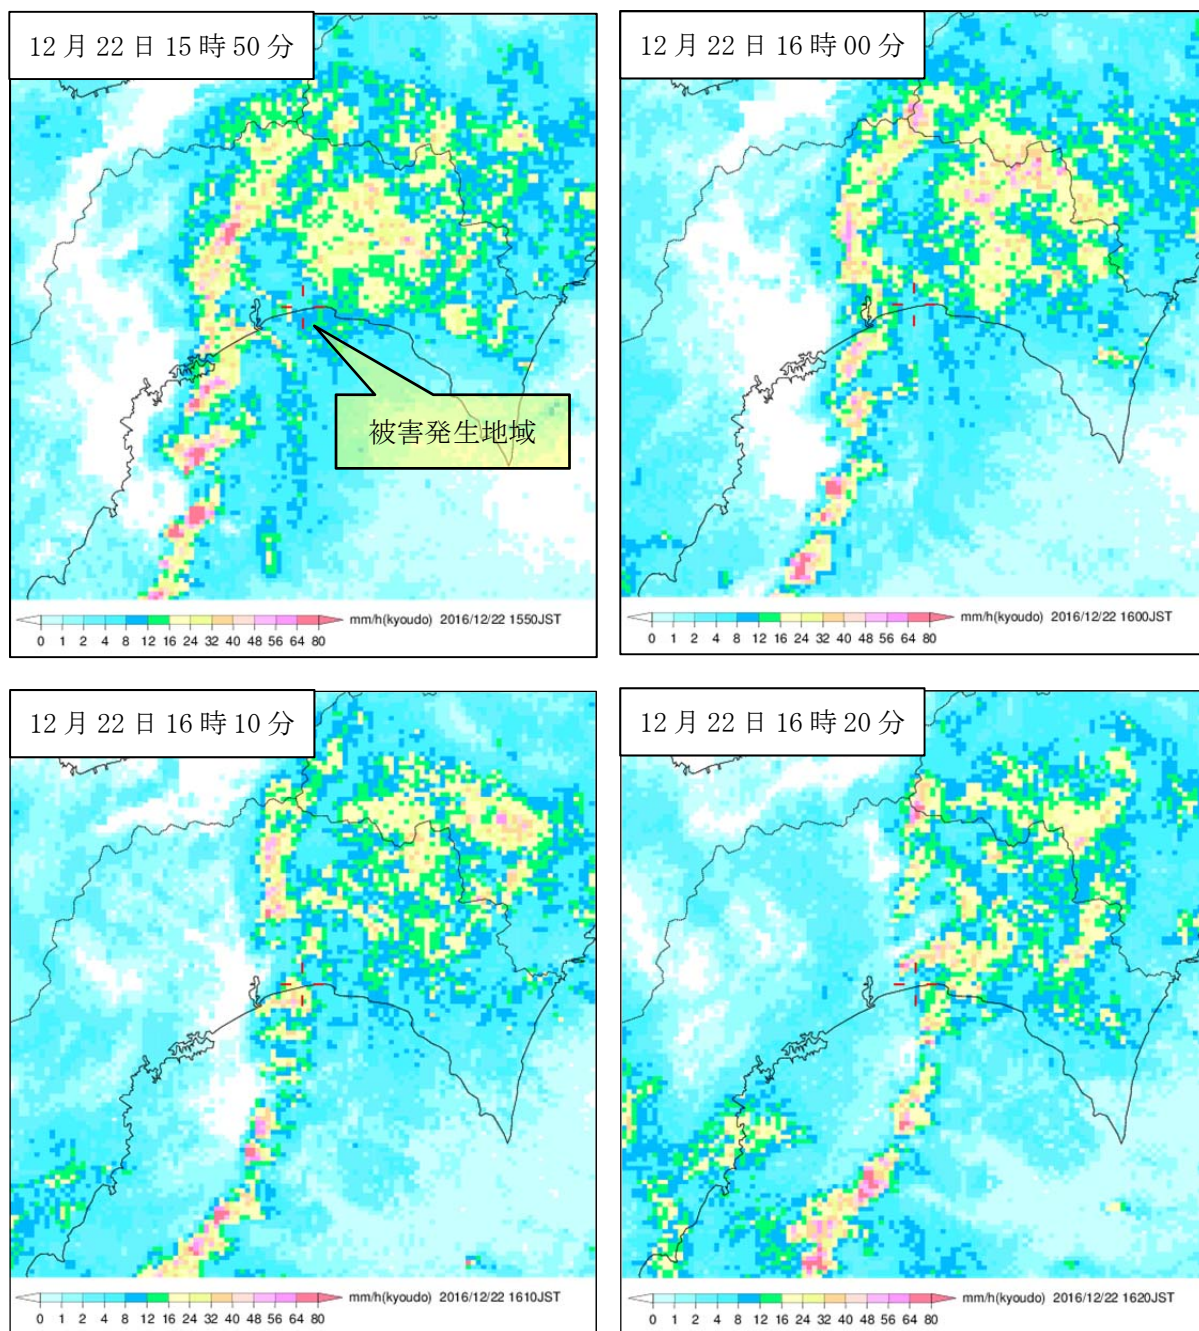 12月22日15時50分
被害発生地域
0 1 2 4 8 12 16 24 32 40 48 56 64 80 mm/h(kyoudo) 2016/12/22 1550JST
12月22日16時00分
0 1 2 4 8 12 16 24 32 40 48 56 64 80 mm/h(kyoudo) 2016/12/22 1600JST
12月22日16時10分
0 1 2 4 8 12 16 24 32 40 48 56 64 80 mm/h(kyoudo) 2016/12/22 1610JST
12月22日16時20分
0 1 2 4 8 12 16 24 32 40 48 56 64 80 mm/h(kyoudo) 2016/12/22 1620JST